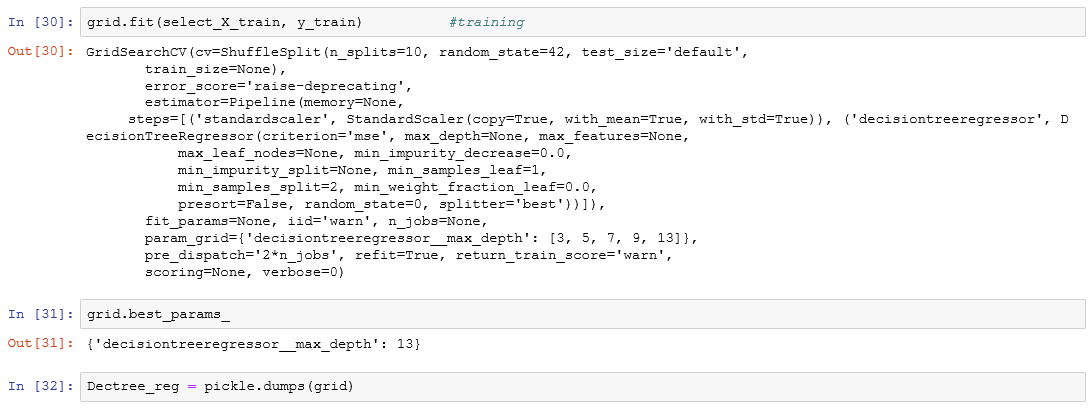 In [30]: grid.fit(select_X_train, y_train) #training
Out[30]: GridSearchCV(cv=ShuffleSplit(n_splits=10, random_state=42, test_size='default',
train_size=None),
error_score='raise-deprecating',
estimator=Pipeline(memory=None,
steps=[('standardscaler', StandardScaler(copy=True, with_mean=True, with_std=True)), ('decisiontreeregressor', D
ecisionTreeRegressor(criterion='mse', max_depth=None, max_features=None,
max_leaf_nodes=None, min_impurity_decrease=0.0,
min_impurity_split=None, min_samples_leaf=1,
min_samples_split=2, min_weight_fraction_leaf=0.0,
presort=False, random_state=0, splitter='best'))]),
fit_params=None, iid='warn', n_jobs=None,
param_grid={'decisiontreeregressor__max_depth': [3, 5, 7, 9, 13]},
pre_dispatch='2*n_jobs', refit=True, return_train_score='warn',
scoring=None, verbose=0)
In [31]: grid.best_params_
Out[31]: {'decisiontreeregressor__max_depth': 13}
In [32]: Dectree_reg = pickle.dumps(grid)